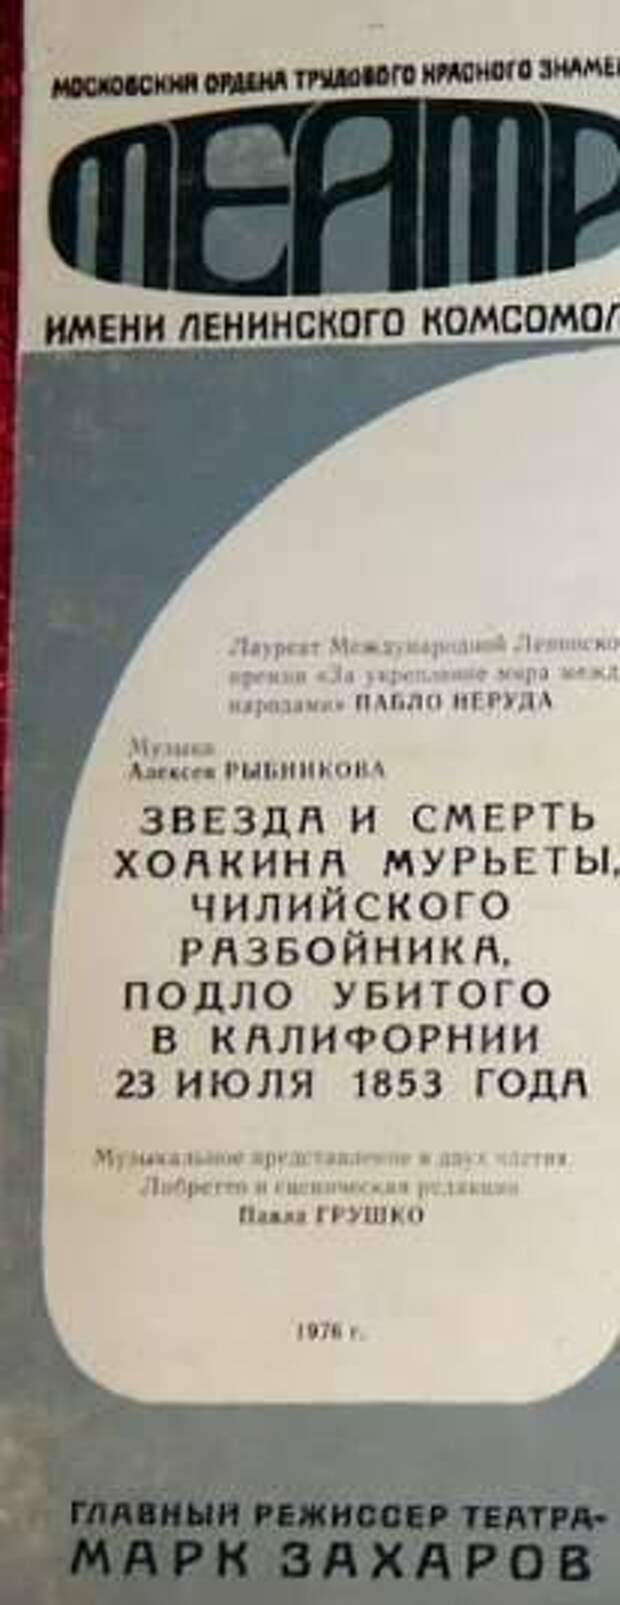 МОСКОВСКИЙ ОРДЕНА ТРУДОВОГО КРАСНОГО ЗНАМЕ
ТЕАТР
ИМЕНИ ЛЕНИНСКОГО КОМСОМОЛ
Лауреат Международной Ленинско
премии «За укрепление мира межд
народами» ПАБЛО НЕРУДА
Музыка
Алексея РЫБНИКОВА
ЗВЕЗДА И СМЕРТЬ
ХОАКИНА МУРЬЕТЫ,
ЧИЛИЙСКОГО
РАЗБОЙНИКА,
ПОДЛО УБИТОГО
В КАЛИФОРНИИ
23 ИЮЛЯ 1853 ГОДА
Музыкальное представление в двух частях
Либретто и сценическая редакция
Павла ГРУШКО
1976 г.
ГЛАВНЫЙ РЕЖИССЕР ТЕАТРА-
МАРК ЗАХАРОВ